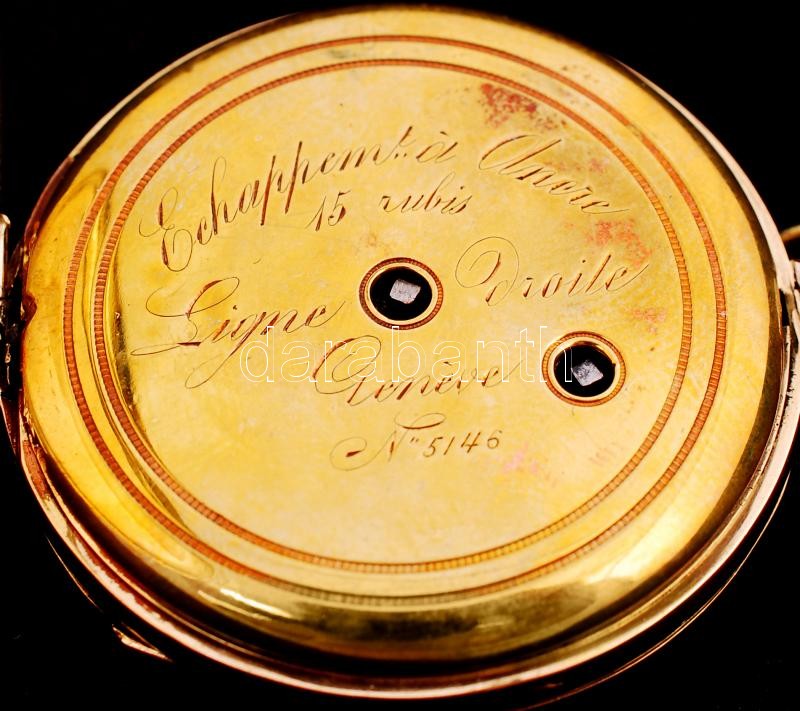 Echappemt. à Ancre
15 rubis
Ligne Droite
Genève
No 5146
darabanth